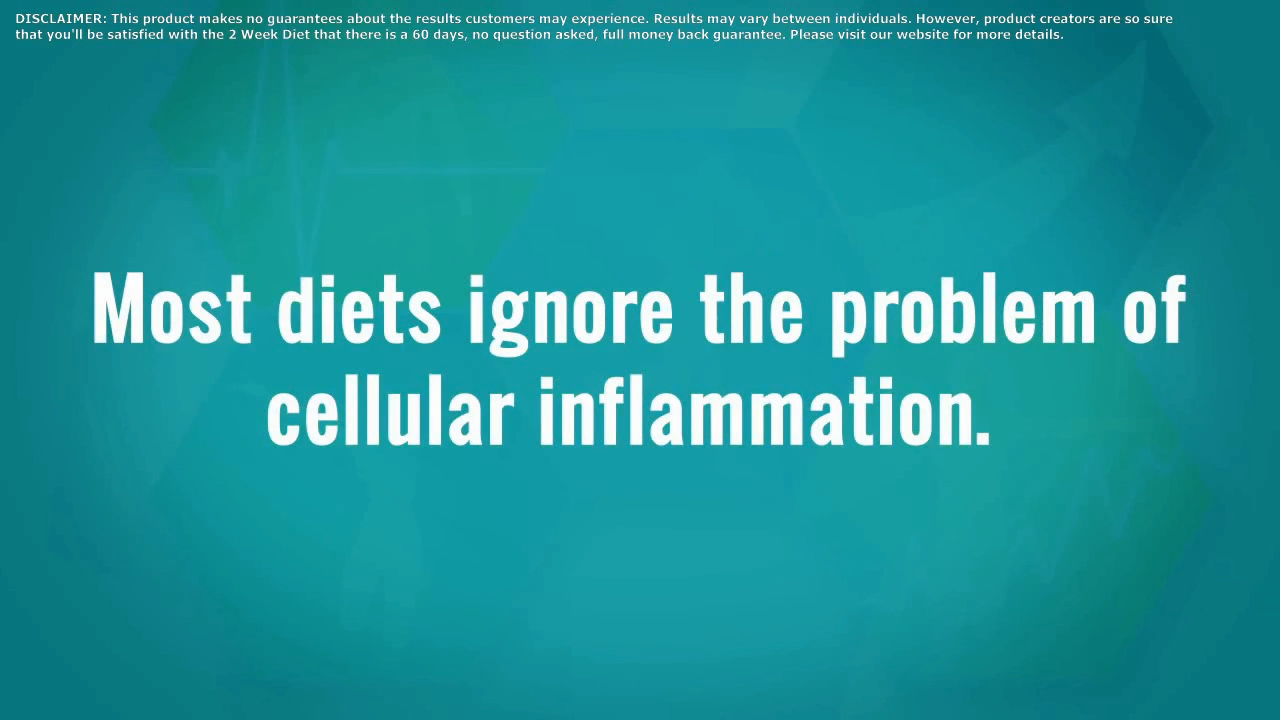 DISCLAIMER: This product makes no guarantees about the results customers may experience. Results may vary between individuals. However, product creators are so sure
that you'll be satisfied with the 2 Week Diet that there is a 60 days, no question asked, full money back guarantee. Please visit our website for more details.
Most diets ignore the problem of
cellular inflammation.